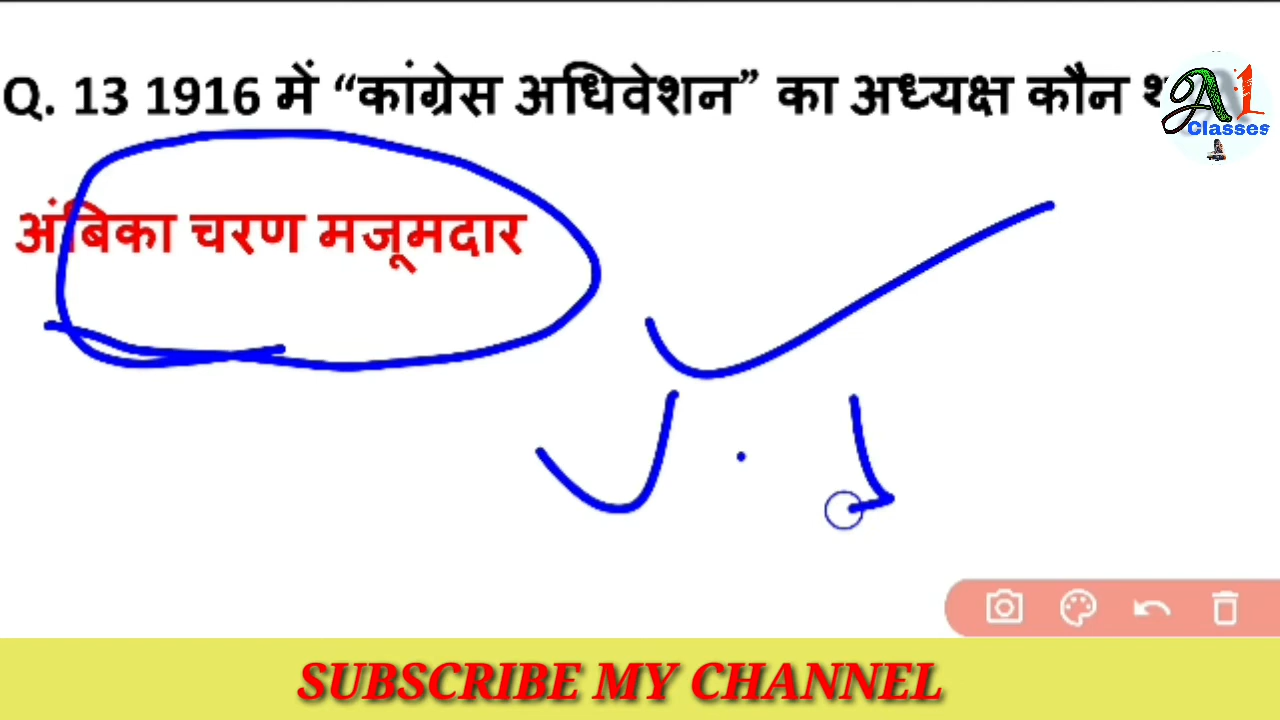 Q. 13 1916 में “कांग्रेस अधिवेशन” का अध्यक्ष कौन
A1
Classes
अंबिका चरण मजूमदार
SUBSCRIBE MY CHANNEL